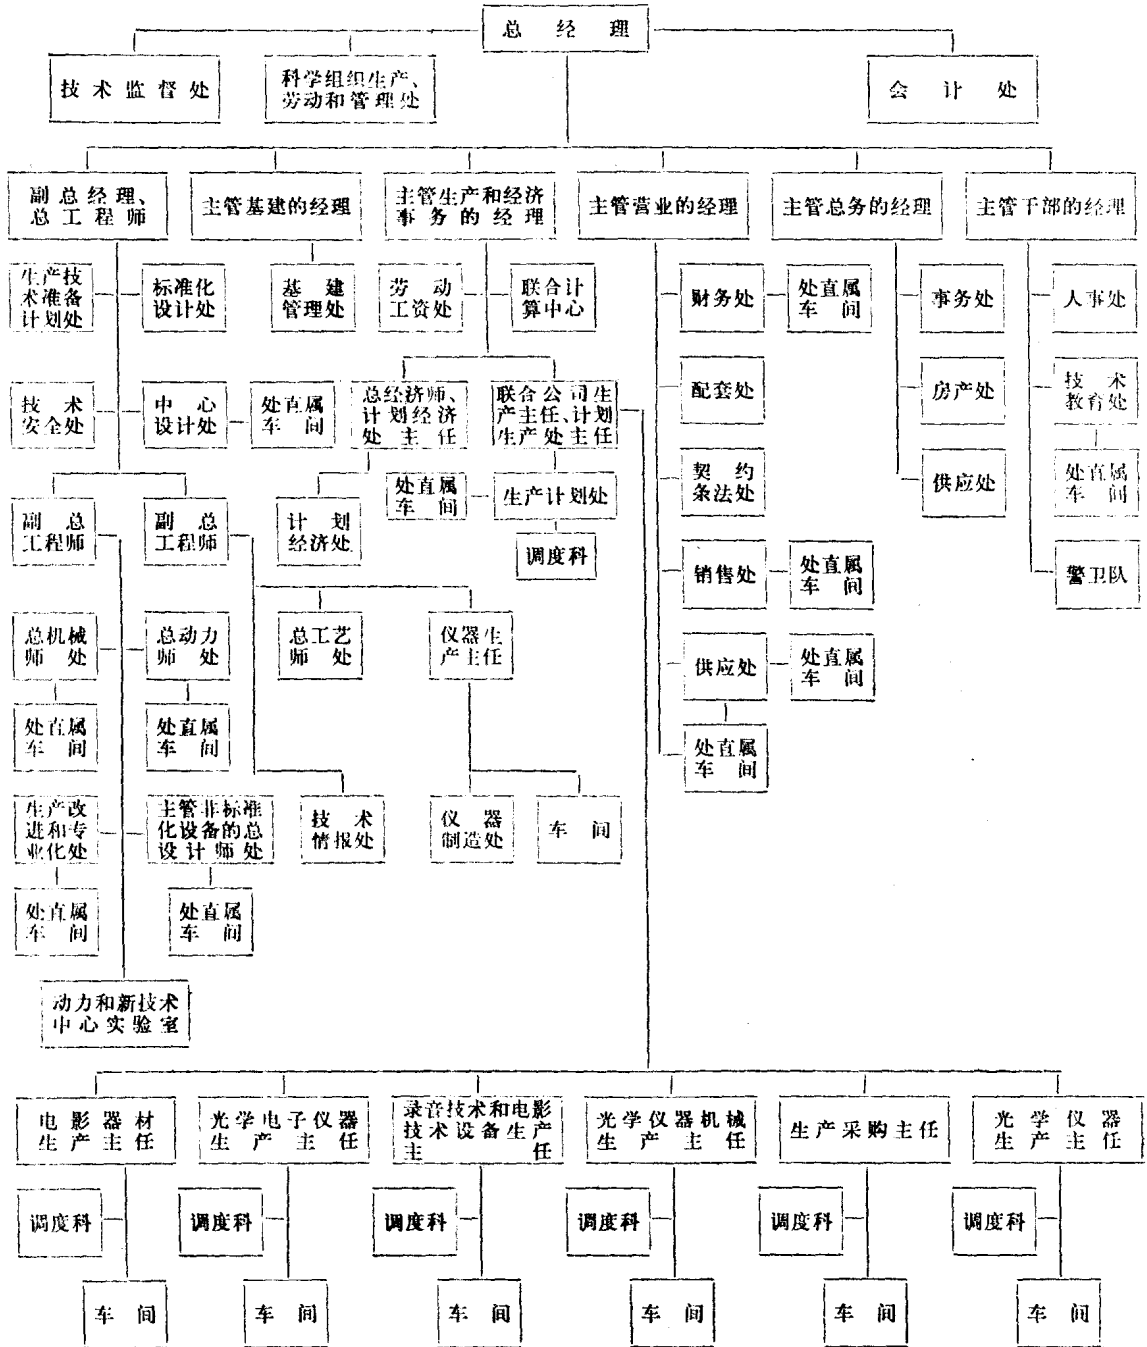 总经理
技术监督处
科学组织生产、
劳动和管理处
会计处
副总经理、
总工程师
主管基建的经理
主管生产和经济
事务的经理
主管营业的经理
主管总务的经理
主管干部的经理
生产技
术准备
计划处
标准化
设计处
基建
管理处
劳动
工资处
联合计
算中心
财务处
处直属
车间
事务处
人事处
技术
安全处
中心
设计处
处直属
车间
总经济师、
计划经济
处主任
联合公司生
产主任、计划
生产处主任
配套处
房产处
技术
教育处
副总
工程师
副总
工程师
计划
经济处
处直属
车间
生产计划处
契约
条法处
供应处
处直属
车间
调度科
销售处
处直属
车间
警卫队
总机械
师处
总动力
师处
总工艺
师处
仪器生
产主任
供应处
处直属
车间
处直属
车间
处直属
车间
处直属
车间
生产改
进和专
业化处
主管非标准
化设备的总
设计师处
技术
情报处
仪器
制造处
车间
处直属
车间
处直属
车间
动力和新技术
中心实验室
电影器材
生产主任
光学电子仪器
生产主任
录音技术和电影
技术设备生产
主任
光学仪器机械
生产主任
生产采购主任
光学仪器
生产主任
调度科
调度科
调度科
调度科
调度科
调度科
车间
车间
车间
车间
车间
车间